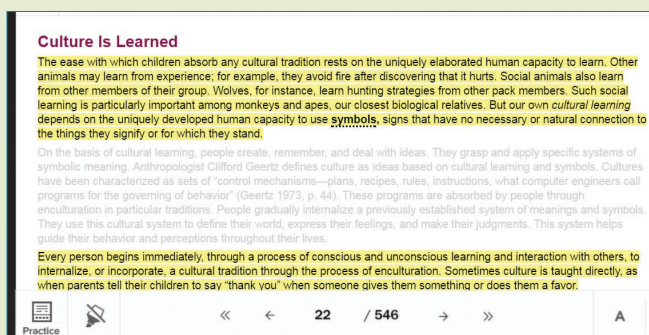 Culture Is Learned
The ease with which children absorb any cultural tradition rests on the uniquely elaborated human capacity to learn. Other
animals may learn from experience; for example, they avoid fire after discovering that it hurts. Social animals also learn
from other members of their group. Wolves, for instance, learn hunting strategies from other pack members. Such social
learning is particularly important among monkeys and apes, our closest biological relatives. But our own cultural learning
depends on the uniquely developed human capacity to use symbols, signs that have no necessary or natural connection to
the things they signify or for which they stand.
On the basis of cultural learning, people create, remember, and deal with ideas. They grasp and apply specific systems of
symbolic meaning. Anthropologist Clifford Geertz defines culture as ideas based on cultural learning and symbols. Cultures
have been characterized as sets of "control mechanisms—plans, recipes, rules, instructions, what computer engineers call
programs for the governing of behavior" (Geertz 1973, p. 44). These programs are absorbed by people through
enculturation in particular traditions. People gradually internalize a previously established system of meanings and symbols.
They use this cultural system to define their world, express their feelings, and make their judgments. This system helps
guide their behavior and perceptions throughout their lives.
Every person begins immediately, through a process of conscious and unconscious learning and interaction with others, to
internalize, or incorporate, a cultural tradition through the process of enculturation. Sometimes culture is taught directly, as
when parents tell their children to say "thank you" when someone gives them something or does them a favor.
Practice « ← 22 / 546 → » A